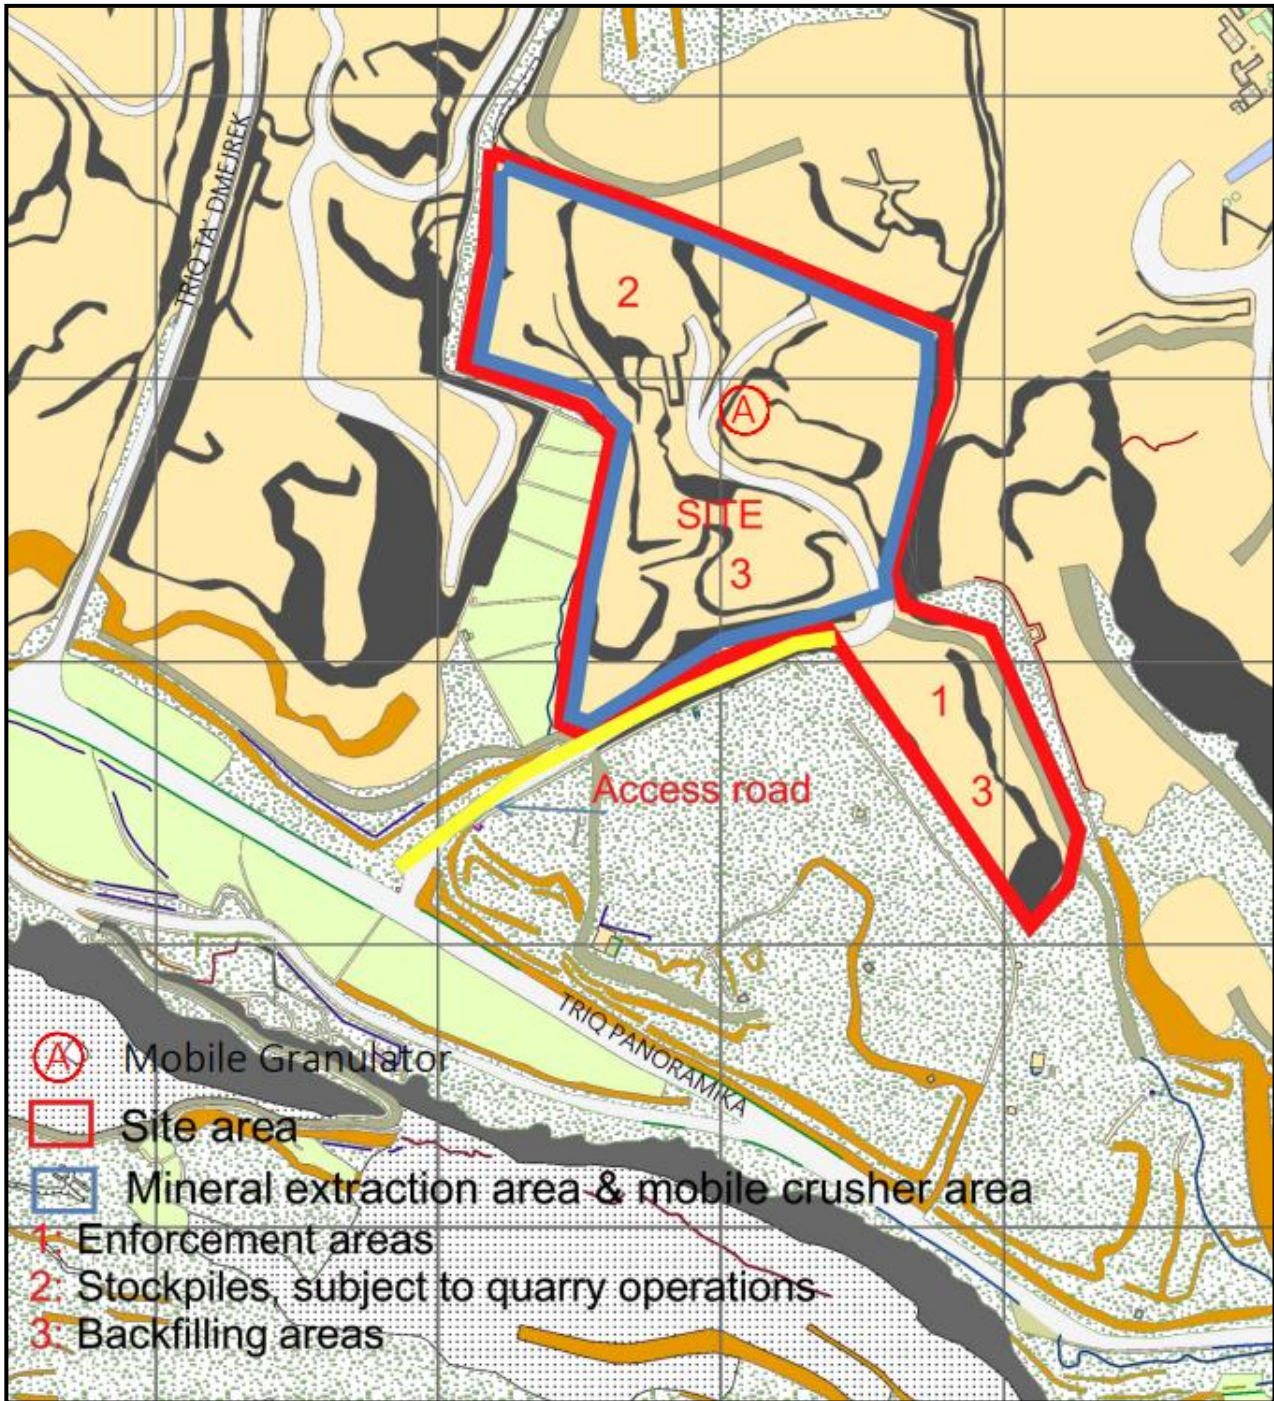 TRIQ TA' DMEJREK
2
A
SITE
3
1
3
Access road
TRIQ PANORAMIKA
A Mobile Granulator
Site area
Mineral extraction area & mobile crusher area
1: Enforcement areas
2: Stockpiles, subject to quarry operations
3: Backfilling areas